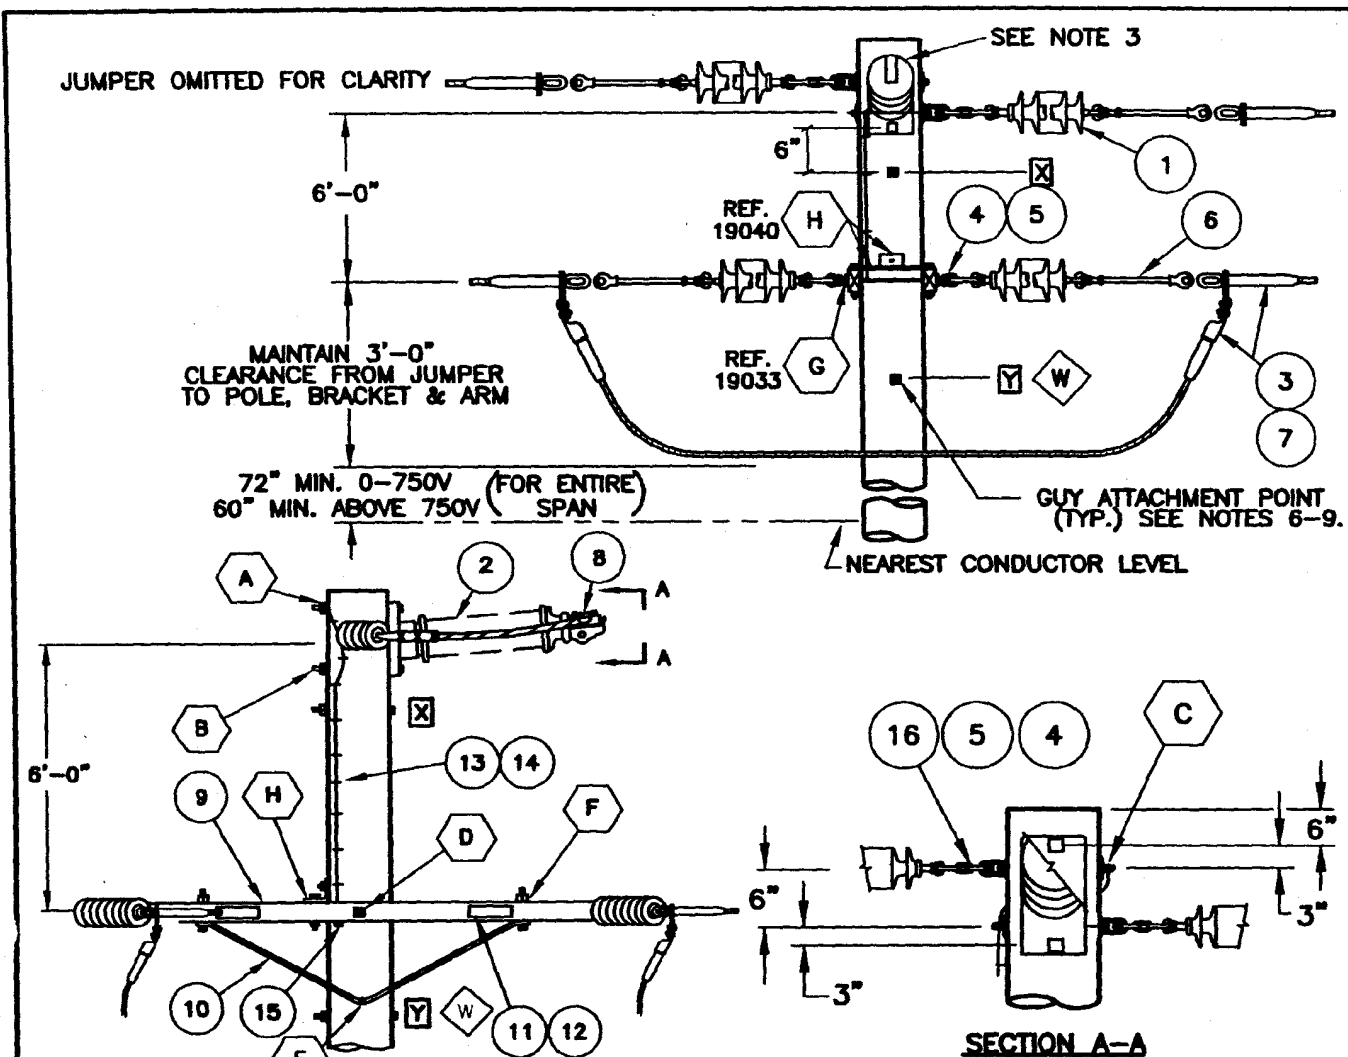 SEE NOTE 3
JUMPER OMITTED FOR CLARITY
1
6"
6'-0"
X
REF.
19040
H
4
5
6
MAINTAIN 3'-0"
CLEARANCE FROM JUMPER
TO POLE, BRACKET & ARM
REF.
19033
G
Y
W
3
7
72" MIN. 0-750V (FOR ENTIRE)
60" MIN. ABOVE 750V SPAN
GUY ATTACHMENT POINT
(TYP.) SEE NOTES 6-9.
NEAREST CONDUCTOR LEVEL
A
2
8
A
A
B
X
6'-0"
13
14
9
H
F
D
10
15
Y
W
11
12
16
5
4
C
6"
6"
3"
3"
SECTION A-A